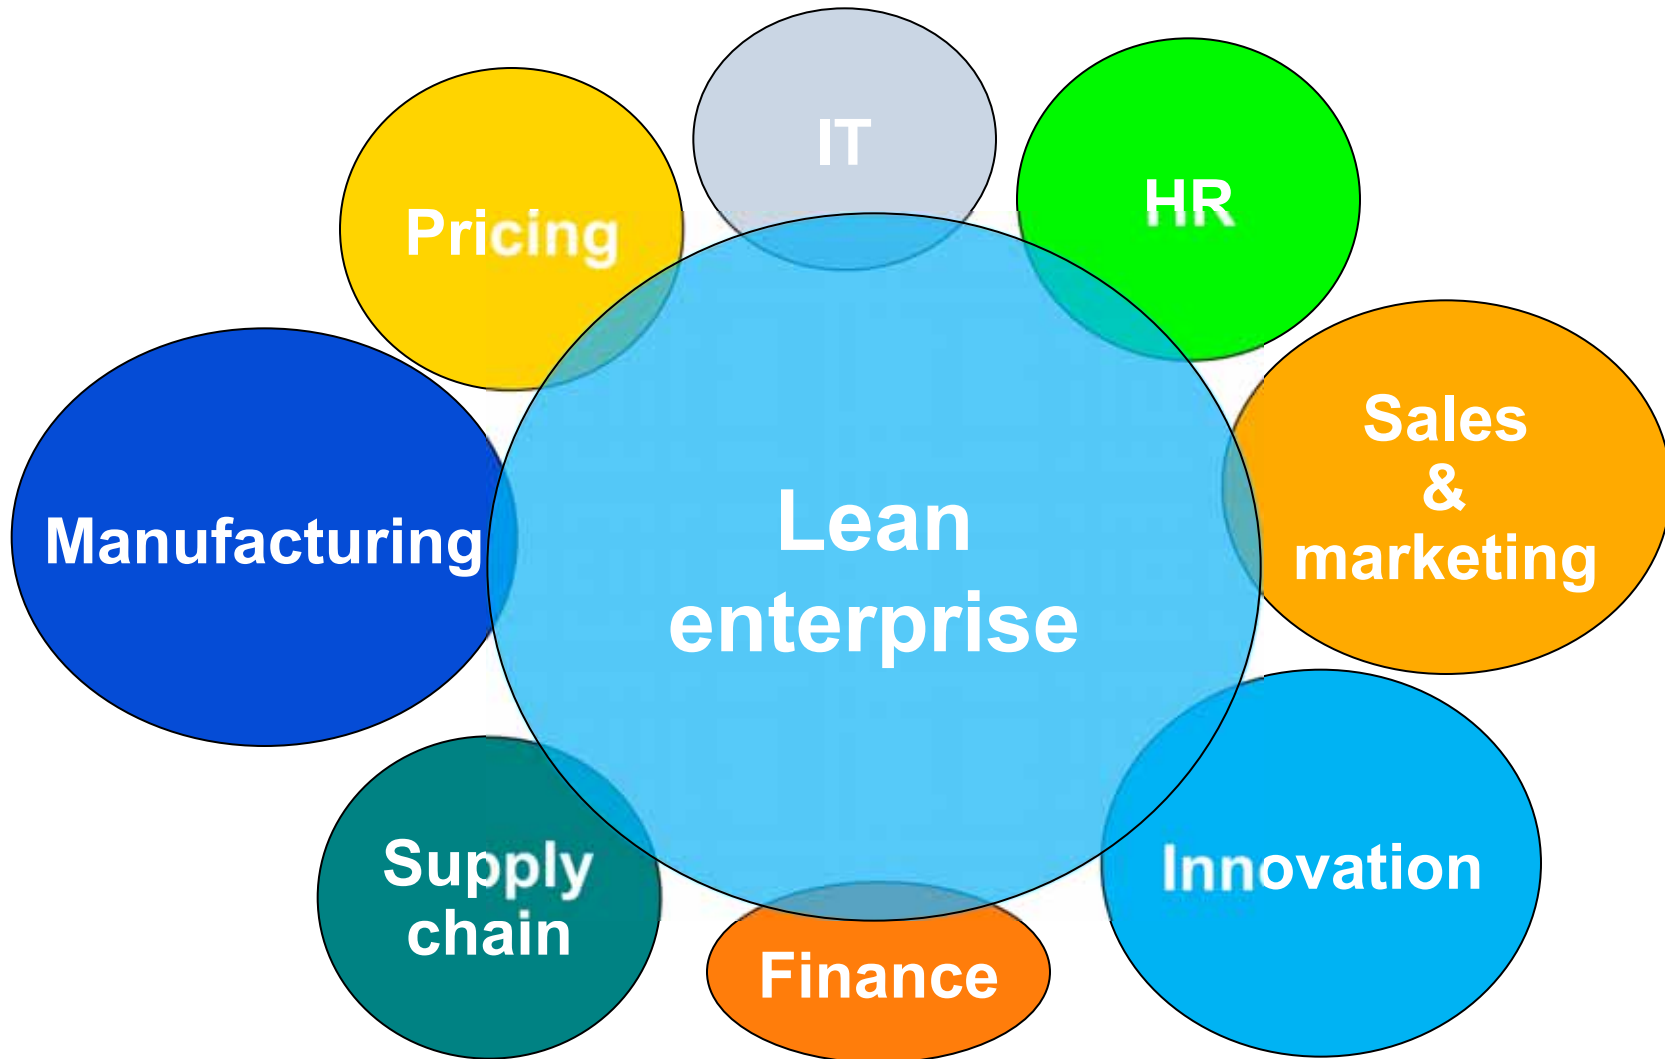 IT
HR
Pricing
Sales
&
marketing
Manufacturing
Lean
enterprise
Supply
chain
Innovation
Finance